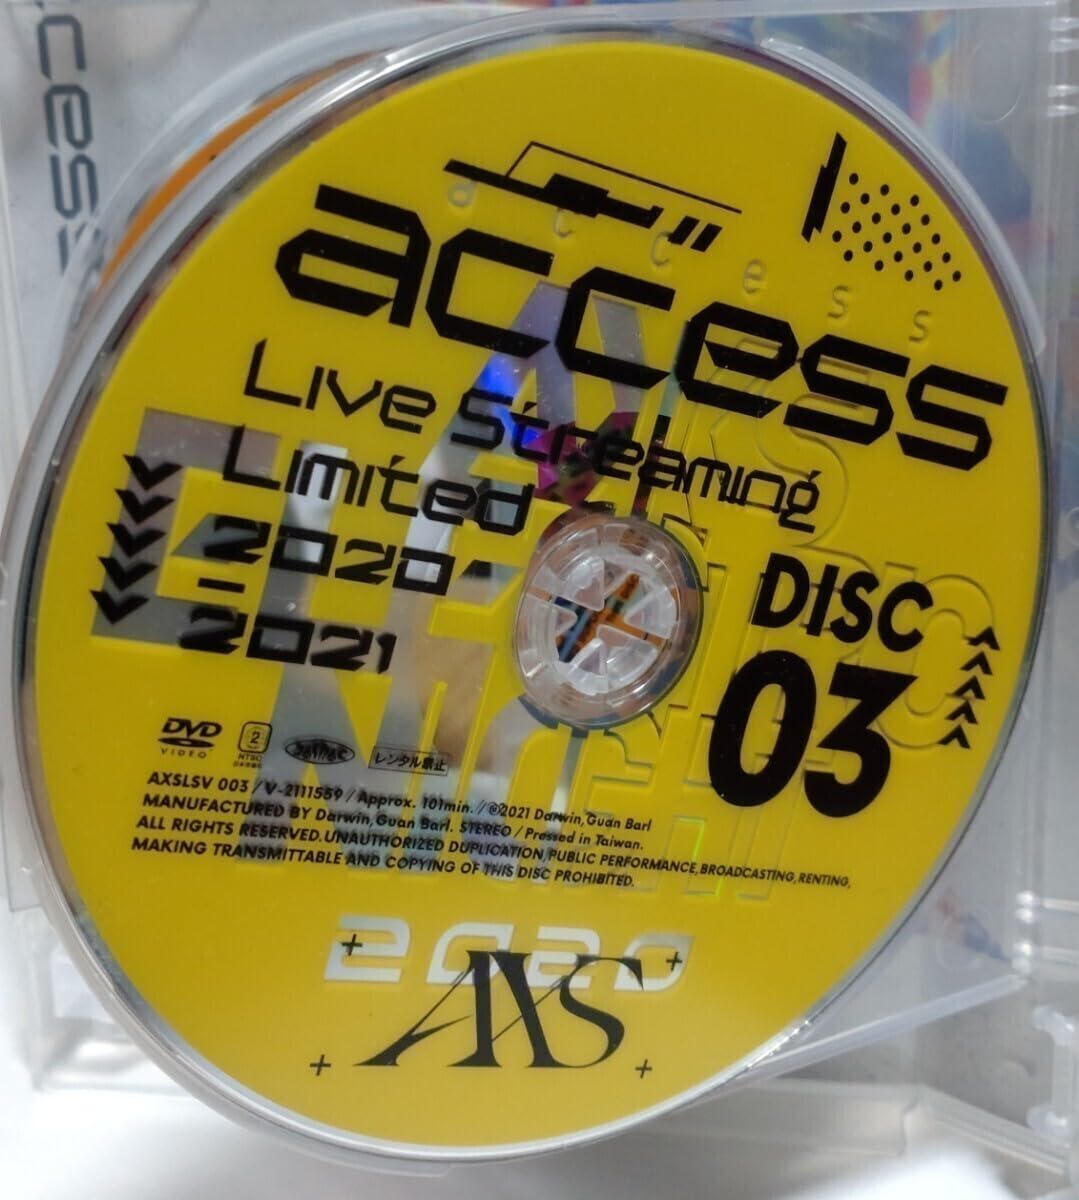 cess
access
access
Live Streaming
Limited
2020
-
2021
DISC
03
DVD
VIDEO
2
NTSC
レンタル禁止
AXSLSV 003 / V-2111559 / Approx. 101min. / ℗2021 Darwin,Guan Barl
MANUFACTURED BY Darwin,Guan Barl. STEREO / Pressed in Taiwan.
ALL RIGHTS RESERVED.UNAUTHORIZED DUPLICATION,PUBLIC PERFORMANCE,BROADCASTING,RENTING,
MAKING TRANSMITTABLE AND COPYING OF THIS DISC PROHIBITED.
2020
AXS